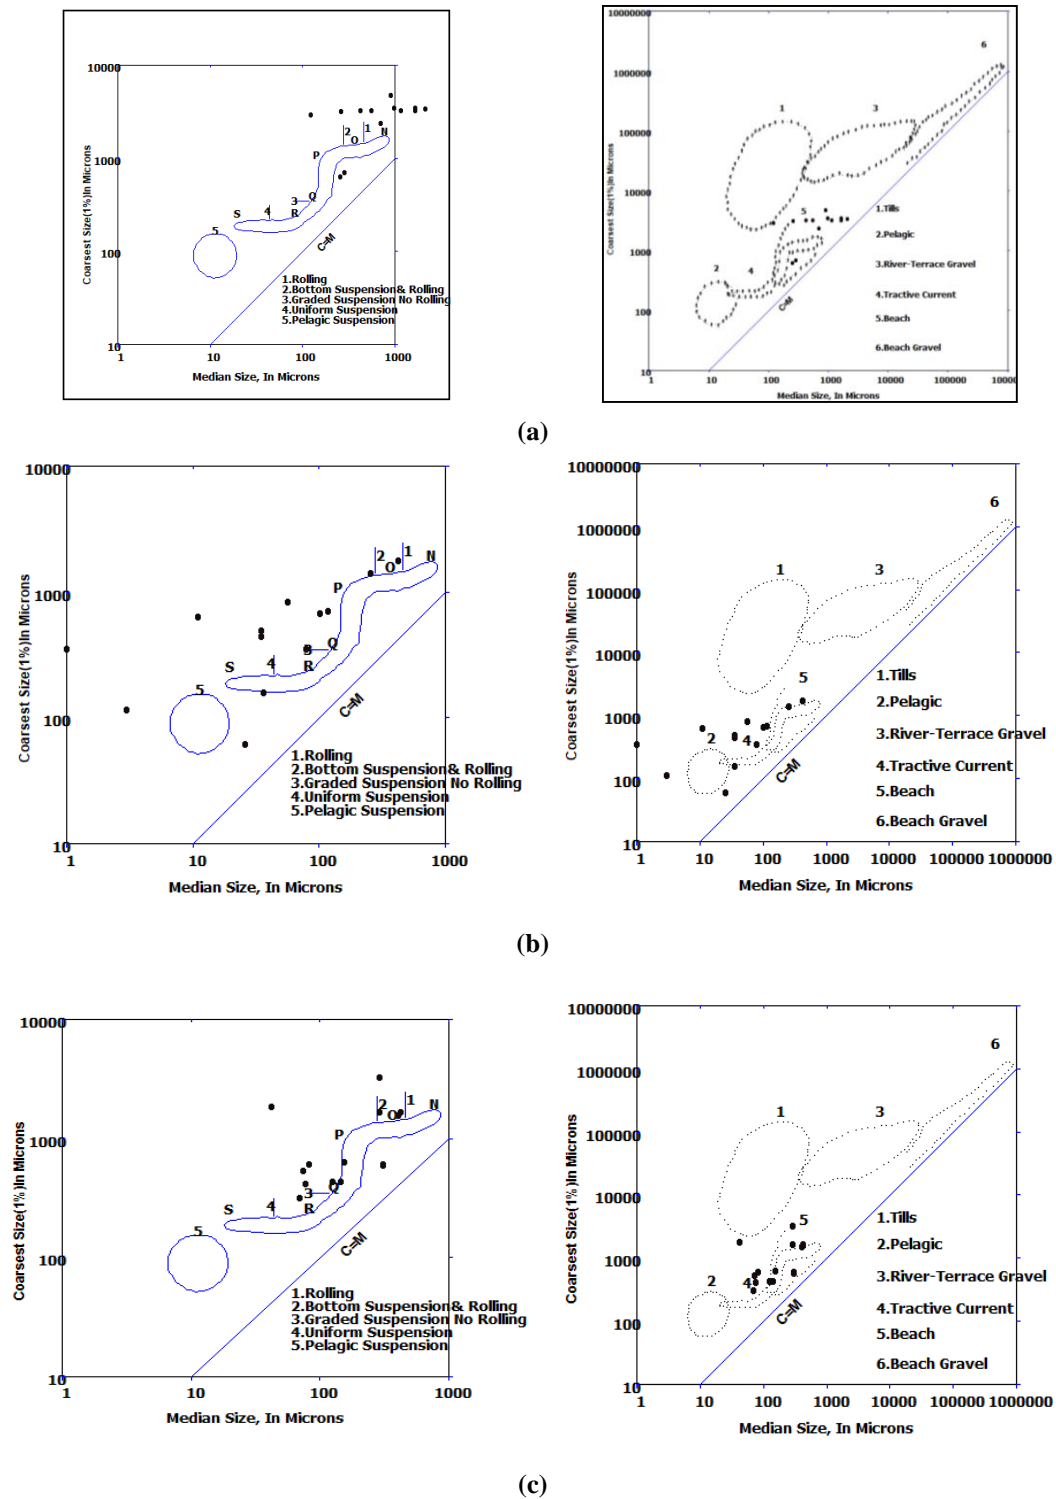 10000
1000
100
10
1
10
100
1000
Coarsest Size(1%)In Microns
Median Size, In Microns
S
4
5
3
R
Q
P
2
O
1
N
C=M
1.Rolling
2.Bottom Suspension& Rolling
3.Graded Suspension No Rolling
4.Uniform Suspension
5.Pelagic Suspension
10000000
1000000
100000
10000
1000
100
10
1
10
100
1000
10000
100000
10000
Coarsest Size(1%)In Microns
Median Size, In Microns
1
2
3
4
5
6
C=M
1.Tills
2.Pelagic
3.River-Terrace Gravel
4.Tractive Current
5.Beach
6.Beach Gravel
(a)
10000
1000
100
10
1
10
100
1000
Coarsest Size(1%)In Microns
Median Size, In Microns
S
4
5
3
R
Q
P
2
O
1
N
C=M
1.Rolling
2.Bottom Suspension& Rolling
3.Graded Suspension No Rolling
4.Uniform Suspension
5.Pelagic Suspension
10000000
1000000
100000
10000
1000
100
10
1
10
100
1000
10000
100000
1000000
Coarsest Size(1%)In Microns
Median Size, In Microns
1
2
3
4
5
6
C=M
1.Tills
2.Pelagic
3.River-Terrace Gravel
4.Tractive Current
5.Beach
6.Beach Gravel
(b)
10000
1000
100
10
1
10
100
1000
Coarsest Size(1%)In Microns
Median Size, In Microns
S
4
5
3
R
Q
P
2
O
1
N
C=M
1.Rolling
2.Bottom Suspension& Rolling
3.Graded Suspension No Rolling
4.Uniform Suspension
5.Pelagic Suspension
10000000
1000000
100000
10000
1000
100
10
1
10
100
1000
10000
100000
1000000
Coarsest Size(1%)In Microns
Median Size, In Microns
1
2
3
4
5
6
C=M
1.Tills
2.Pelagic
3.River-Terrace Gravel
4.Tractive Current
5.Beach
6.Beach Gravel
(c)